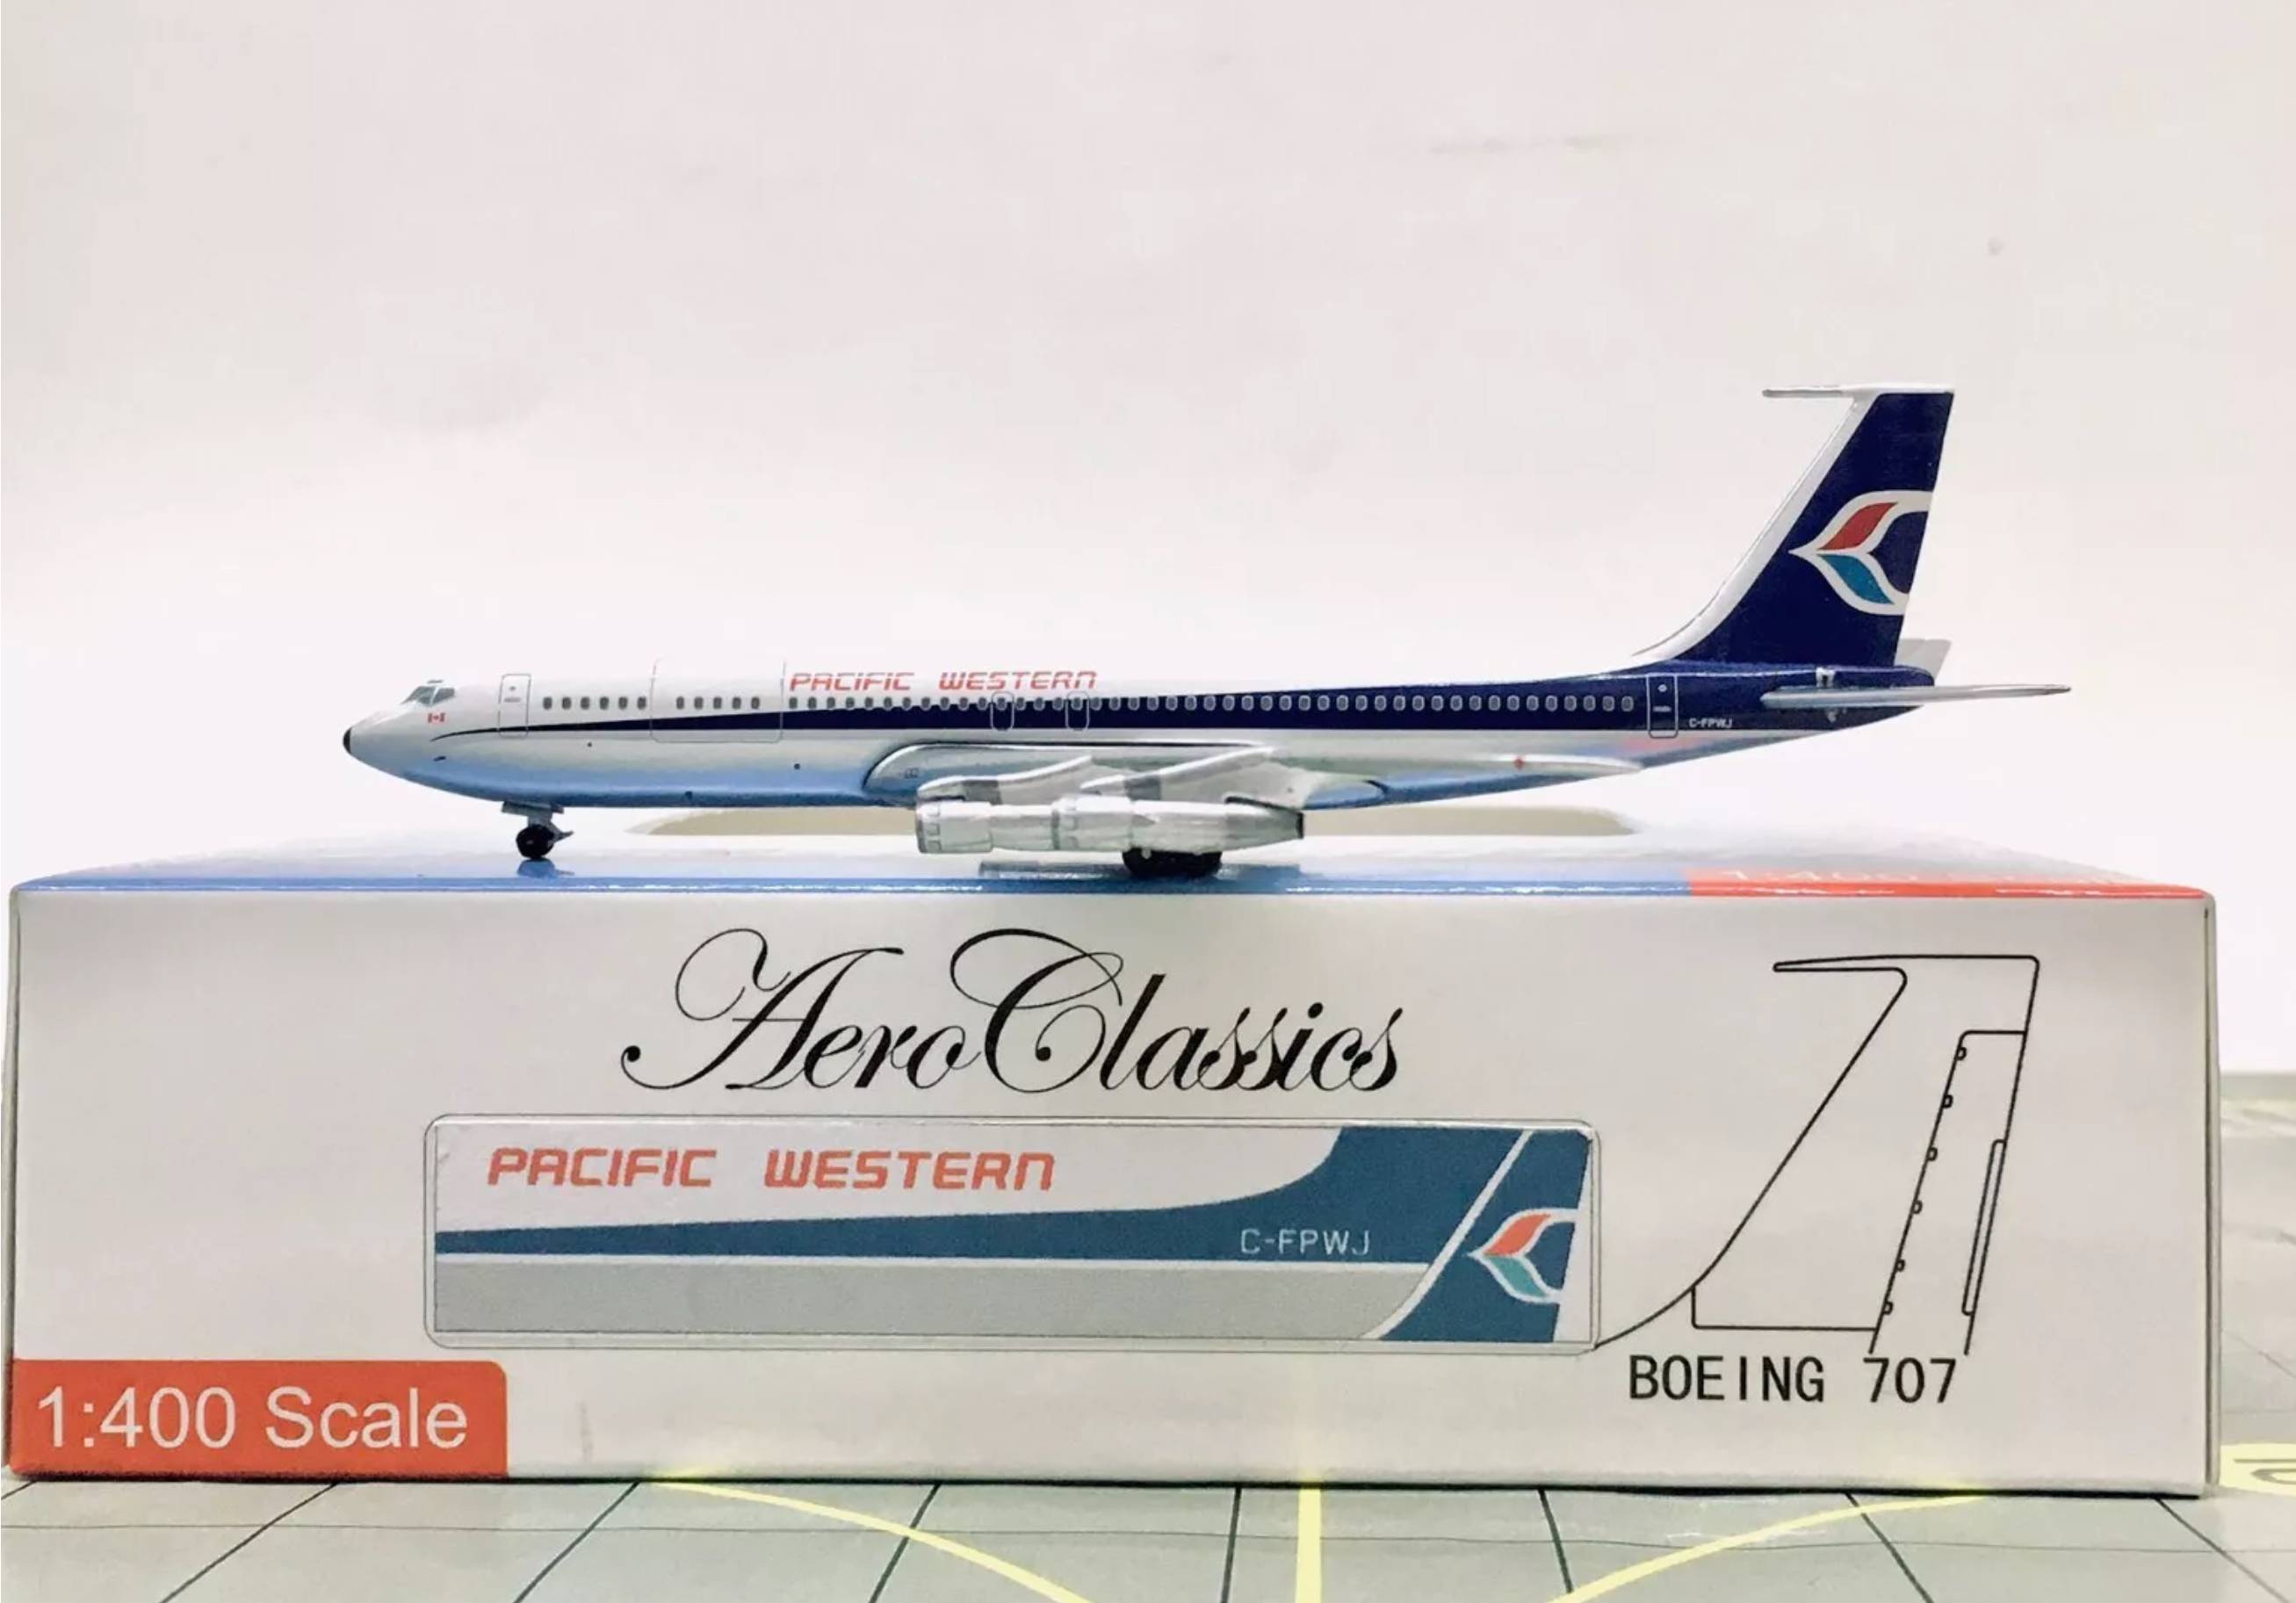 PACIFIC WESTERN
C-FPWJ
AeroClassics
PACIFIC WESTERN
C-FPWJ
BOEING 707
1:400 Scale